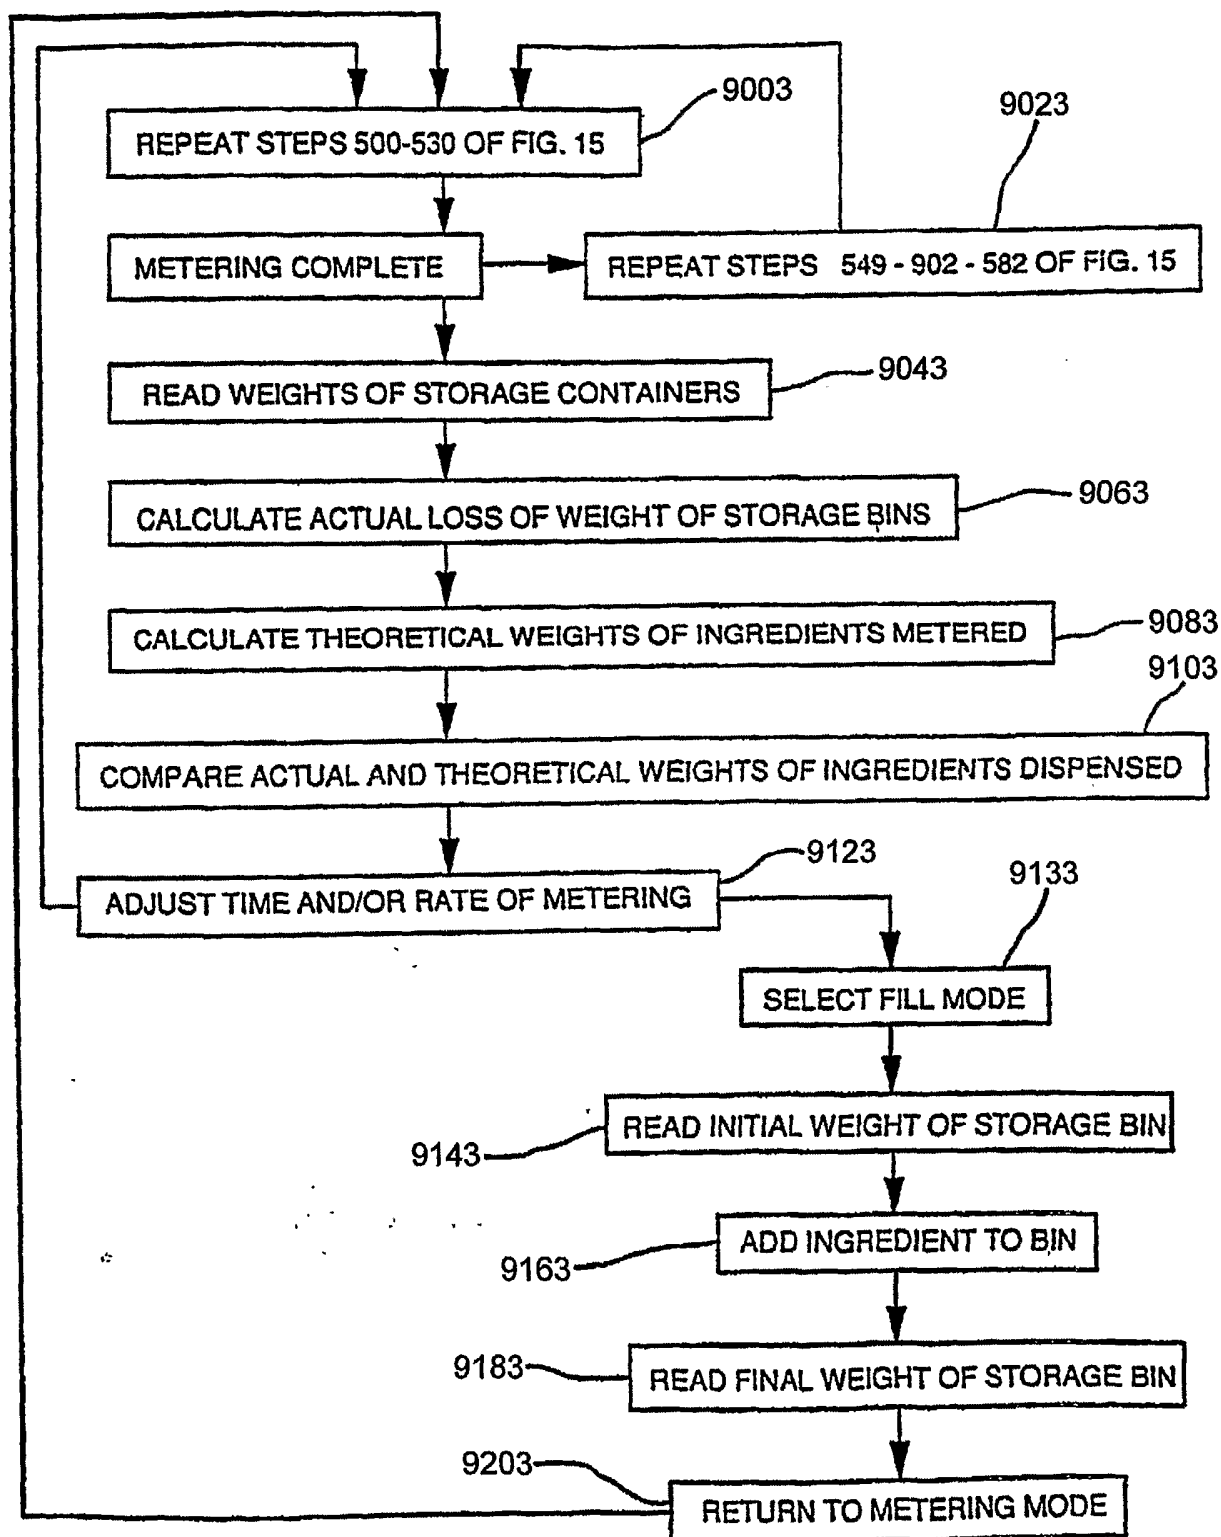 9003
REPEAT STEPS 500-530 OF FIG. 15
9023
METERING COMPLETE
REPEAT STEPS 549 - 902 - 582 OF FIG. 15
READ WEIGHTS OF STORAGE CONTAINERS
9043
CALCULATE ACTUAL LOSS OF WEIGHT OF STORAGE BINS
9063
CALCULATE THEORETICAL WEIGHTS OF INGREDIENTS METERED
9083
9103
COMPARE ACTUAL AND THEORETICAL WEIGHTS OF INGREDIENTS DISPENSED
9123
ADJUST TIME AND/OR RATE OF METERING
9133
SELECT FILL MODE
READ INITIAL WEIGHT OF STORAGE BIN
9143
ADD INGREDIENT TO BIN
9163
9183
READ FINAL WEIGHT OF STORAGE BIN
9203
RETURN TO METERING MODE